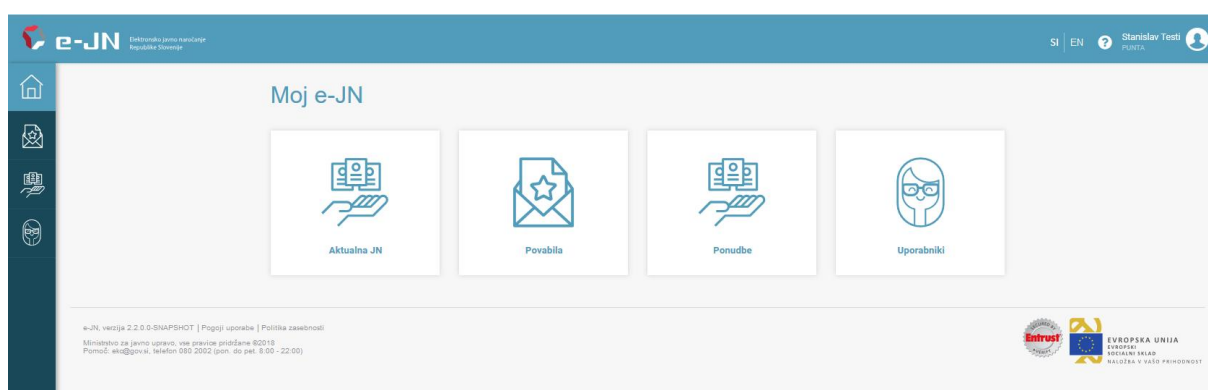 e-JN
Elektronsko javno naročanje
Republike Slovenije
SI | EN
?
Stanislav Testi
PUNTA
Moj e-JN
Aktualna JN
Povabila
Ponudbe
Uporabniki
e-JN, verzija 2.2.0.0-SNAPSHOT | Pogoji uporabe | Politika zasebnosti
Ministrstvo za javno upravo, vse pravice pridržane ©2018
Pomoč: ekc@gov.si, telefon 080 2002 (pon. do pet. 8:00 - 22:00)
SECURED BY
Entrust
EVROPSKA UNIJA
EVROPSKI
SOCIALNI SKLAD
NALOŽBA V VAŠO PRIHODNOST